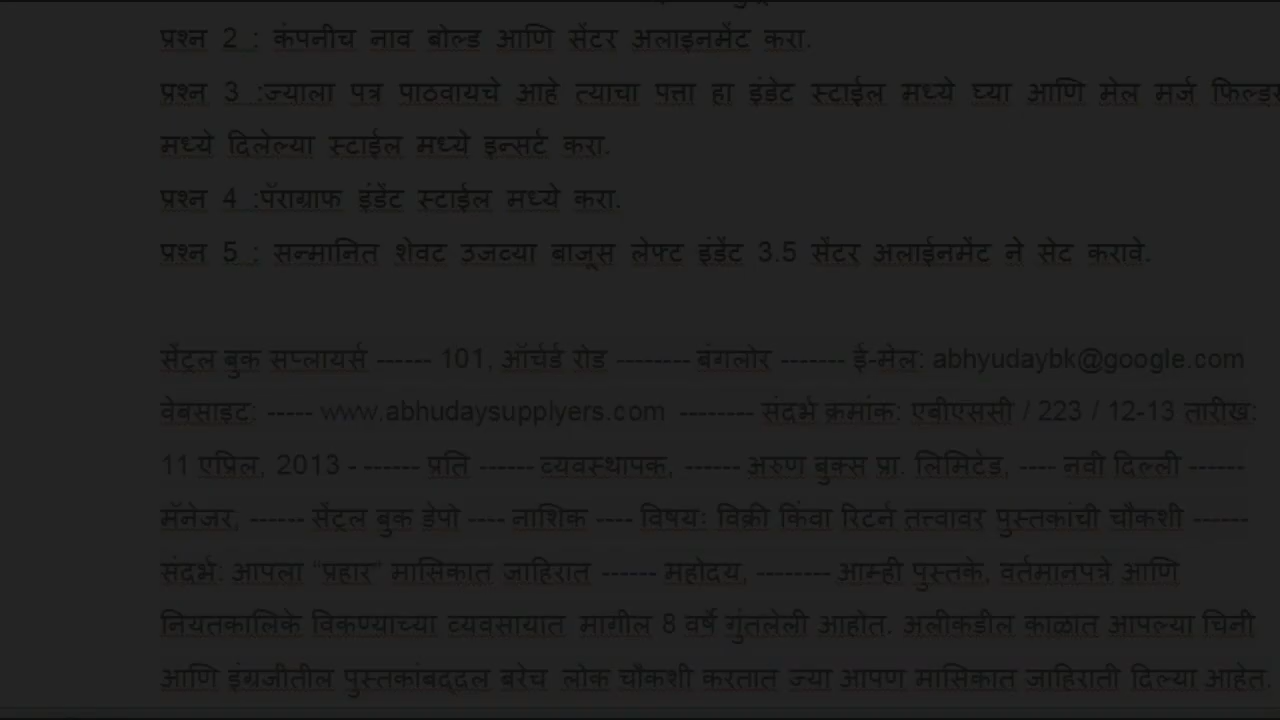 प्रश्न 2 : कंपनीच नाव बोल्ड आणि सेंटर अलाइनमेंट करा.
प्रश्न 3 :ज्याला पत्र पाठवायचे आहे त्याचा पत्ता हा इंडेट स्टाईल मध्ये घ्या आणि मेल मर्ज फिल्डस
मध्ये दिलेल्या स्टाईल मध्ये इन्सर्ट करा.
प्रश्न 4 :पॅराग्राफ इंडेंट स्टाईल मध्ये करा.
प्रश्न 5 : सन्मानित शेवट उजव्या बाजूस लेफ्ट इंडेंट 3.5 सेंटर अलाईनमेंट ने सेट करावे.
सेंट्रल बुक सप्लायर्स ------ 101, ऑर्चर्ड रोड -------- बंगलोर ------- ई-मेल: abhyudaybk@google.com
वेबसाइट: ----- www.abhudaysupplyers.com -------- संदर्भ क्रमांक: एबीएससी / 223 / 12-13 तारीख:
11 एप्रिल, 2013 - ------ प्रति ------ व्यवस्थापक, ------ अरुण बुक्स प्रा. लिमिटेड, ---- नवी दिल्ली ------
मॅनेजर, ------ सेंट्रल बुक डेपो ---- नाशिक ---- विषय: विक्री किंवा रिटर्न तत्त्वावर पुस्तकांची चौकशी ------
संदर्भ: आपला “प्रहार” मासिकात जाहिरात ------ महोदय, -------- आम्ही पुस्तके, वर्तमानपत्रे आणि
नियतकालिके विकण्याच्या व्यवसायात मागील 8 वर्षे गुंतलेली आहोत. अलीकडील काळात आपल्या चिनी
आणि इंग्रजीतील पुस्तकांबद्दल बरेच लोक चौकशी करतात ज्या आपण मासिकात जाहिराती दिल्या आहेत.